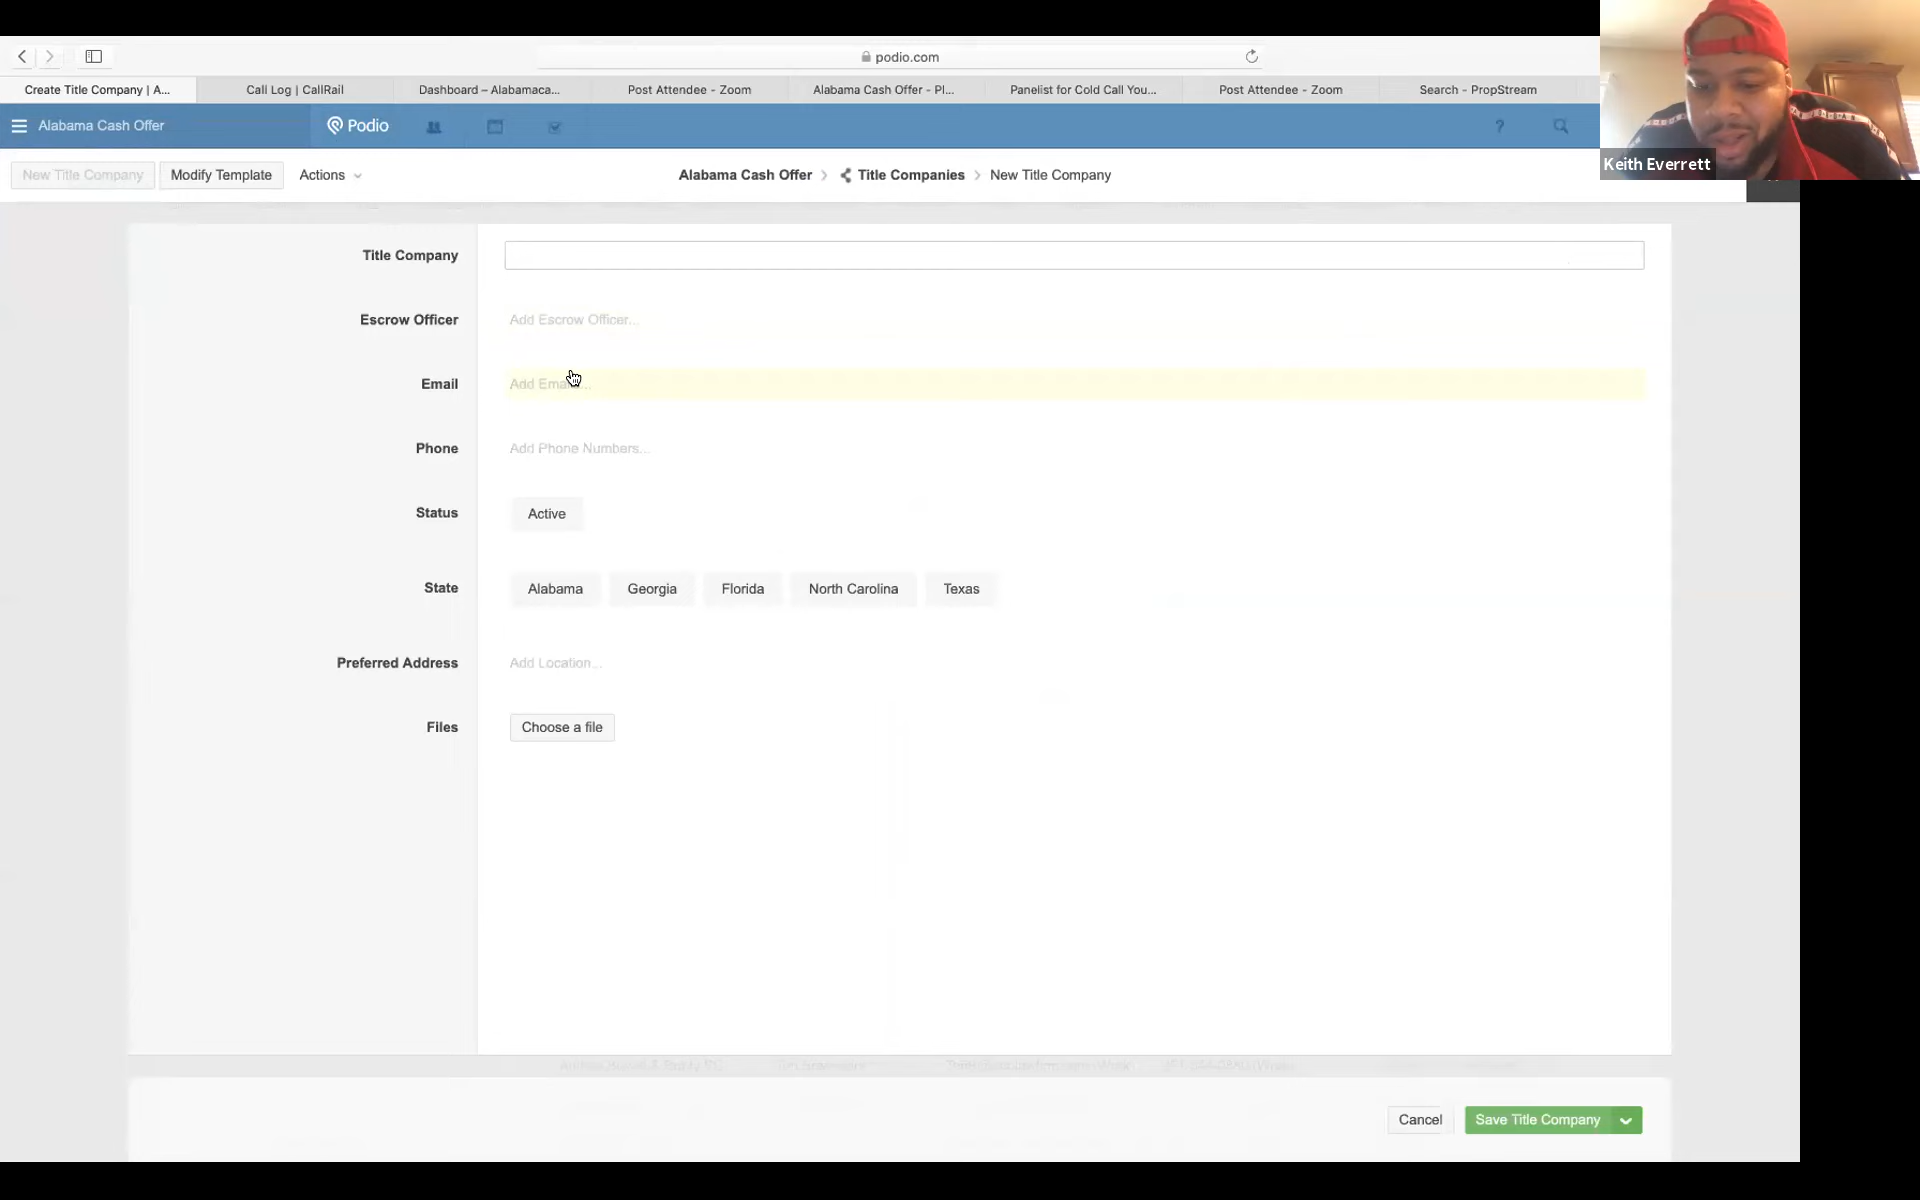 podio.com
Create Title Company | A...
Call Log | CallRail
Dashboard – Alabamaca...
Post Attendee - Zoom
Alabama Cash Offer - Pl...
Panelist for Cold Call You...
Post Attendee - Zoom
Search - PropStream
Alabama Cash Offer
Podio
?
Keith Everrett
New Title Company
Modify Template
Actions
Alabama Cash Offer
Title Companies
New Title Company
Title Company
Escrow Officer
Add Escrow Officer...
Email
Add Email...
Phone
Add Phone Numbers...
Status
Active
State
Alabama
Georgia
Florida
North Carolina
Texas
Preferred Address
Add Location...
Files
Choose a file
Cancel
Save Title Company